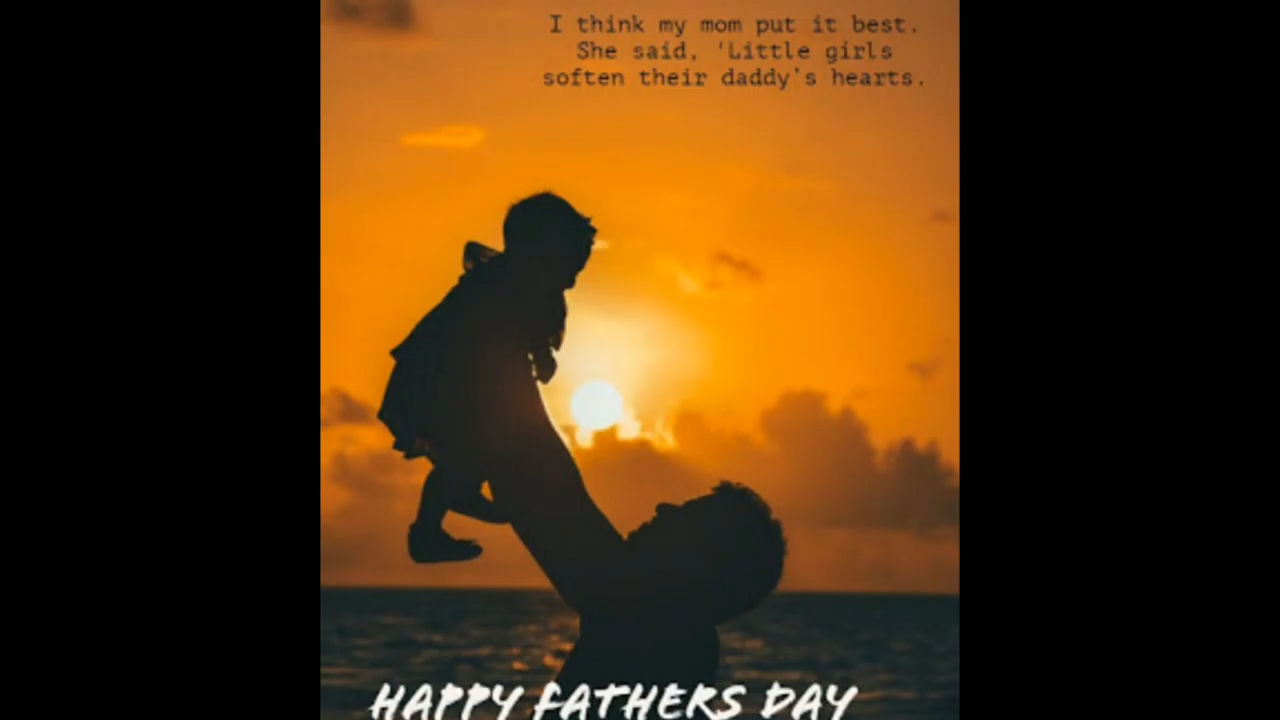 I think my mom put it best.
She said, 'Little girls
soften their daddy's hearts.
HAPPY FATHERS DAY